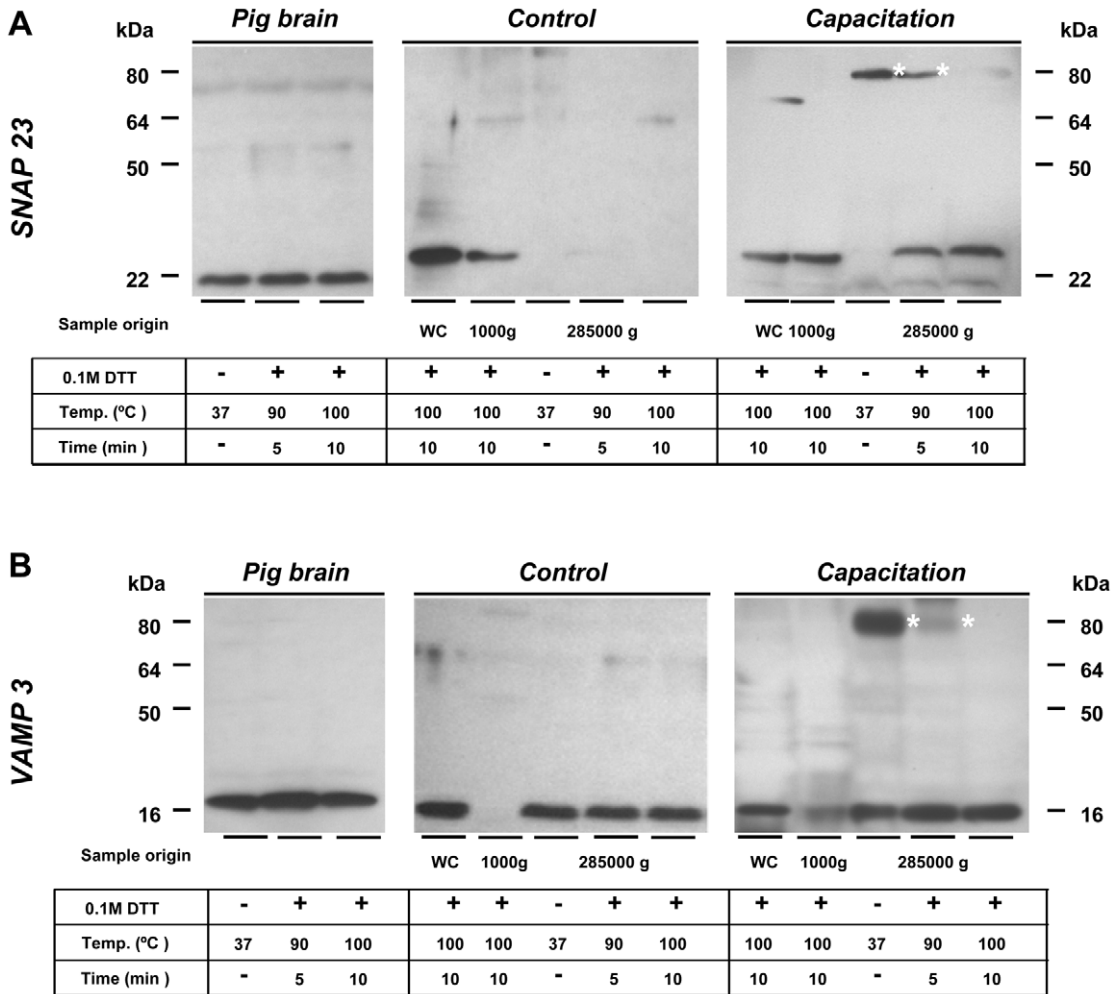 A
Pig brain Control Capacitation
kDa kDa
SNAP 23
80 80
64 64
50 50
22 22
* *
Sample origin WC 1000g 285000 g WC 1000g 285000 g
0.1M DTT - + + + + - + + + + - + +
Temp. (ºC ) 37 90 100 100 100 37 90 100 100 100 37 90 100
Time (min ) - 5 10 10 10 - 5 10 10 10 - 5 10
B
Pig brain Control Capacitation
kDa kDa
VAMP 3
80 80
64 64
50 50
16 16
* *
Sample origin WC 1000g 285000 g WC 1000g 285000 g
0.1M DTT - + + + + - + + + + - + +
Temp. (ºC ) 37 90 100 100 100 37 90 100 100 100 37 90 100
Time (min ) - 5 10 10 10 - 5 10 10 10 - 5 10